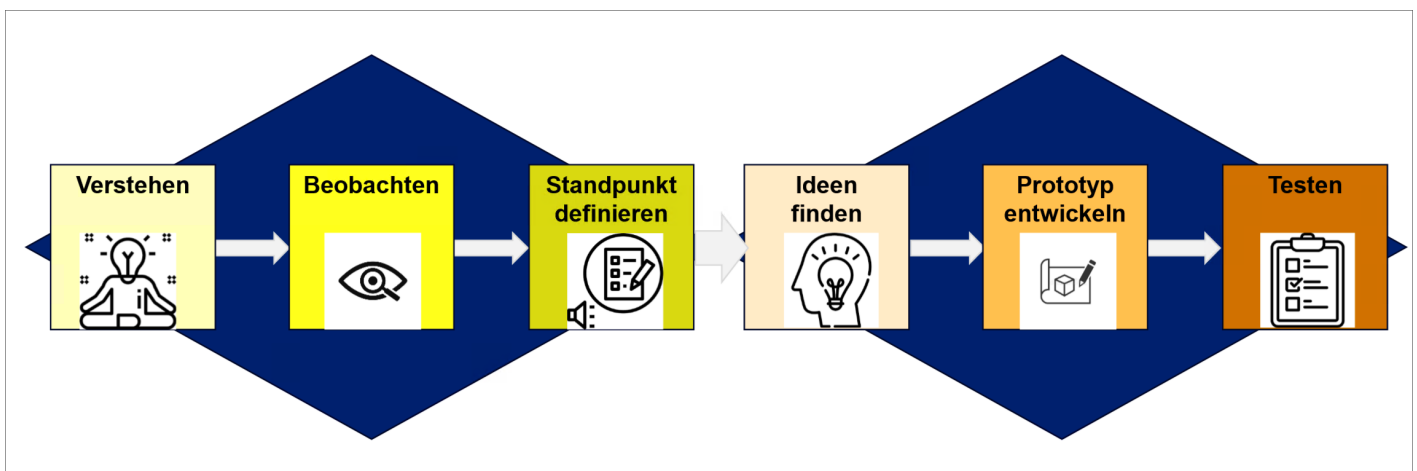 Verstehen
Beobachten
Standpunkt
definieren
Ideen
finden
Prototyp
entwickeln
Testen